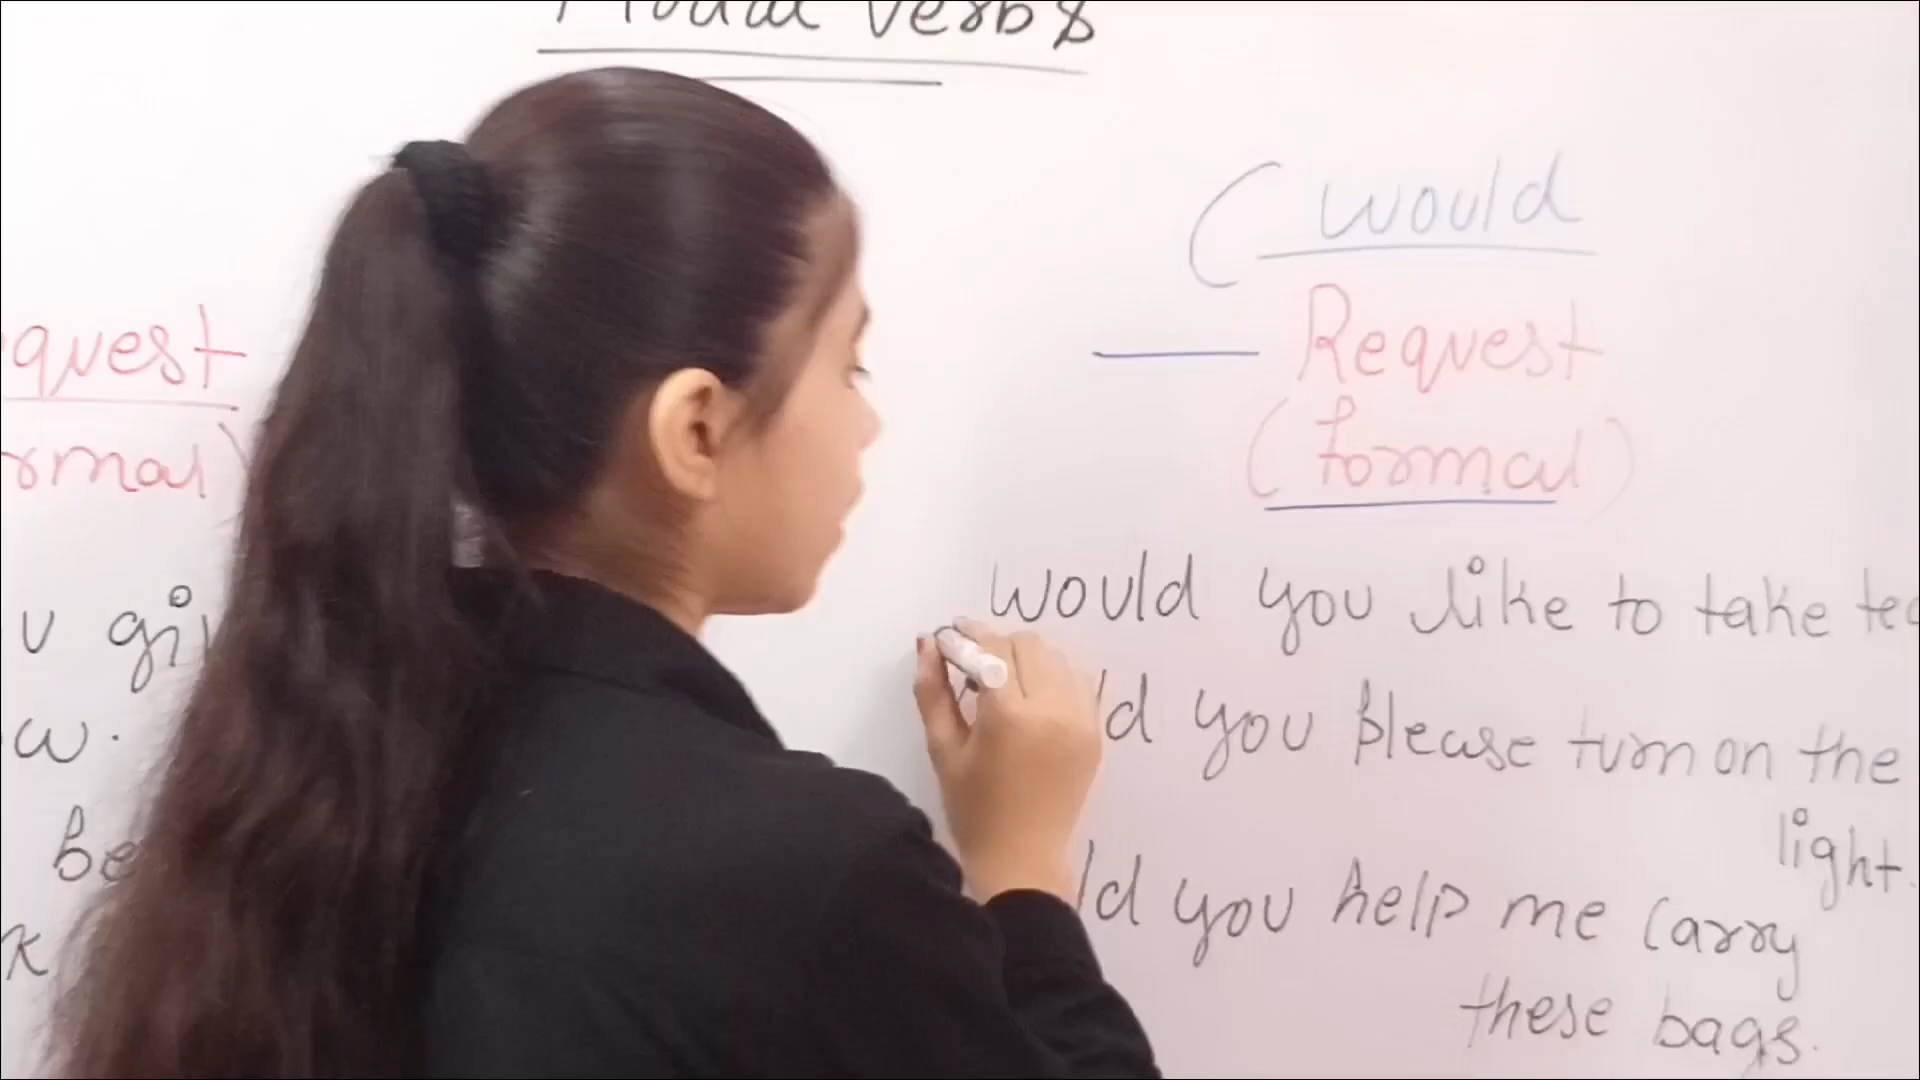 Modal Verbs
(would
quest
— Request
rmal)
(formal)
u gi
would you like to take tea
w.
ld you please turn on the
light.
be
ld you help me carry
k
these bags.